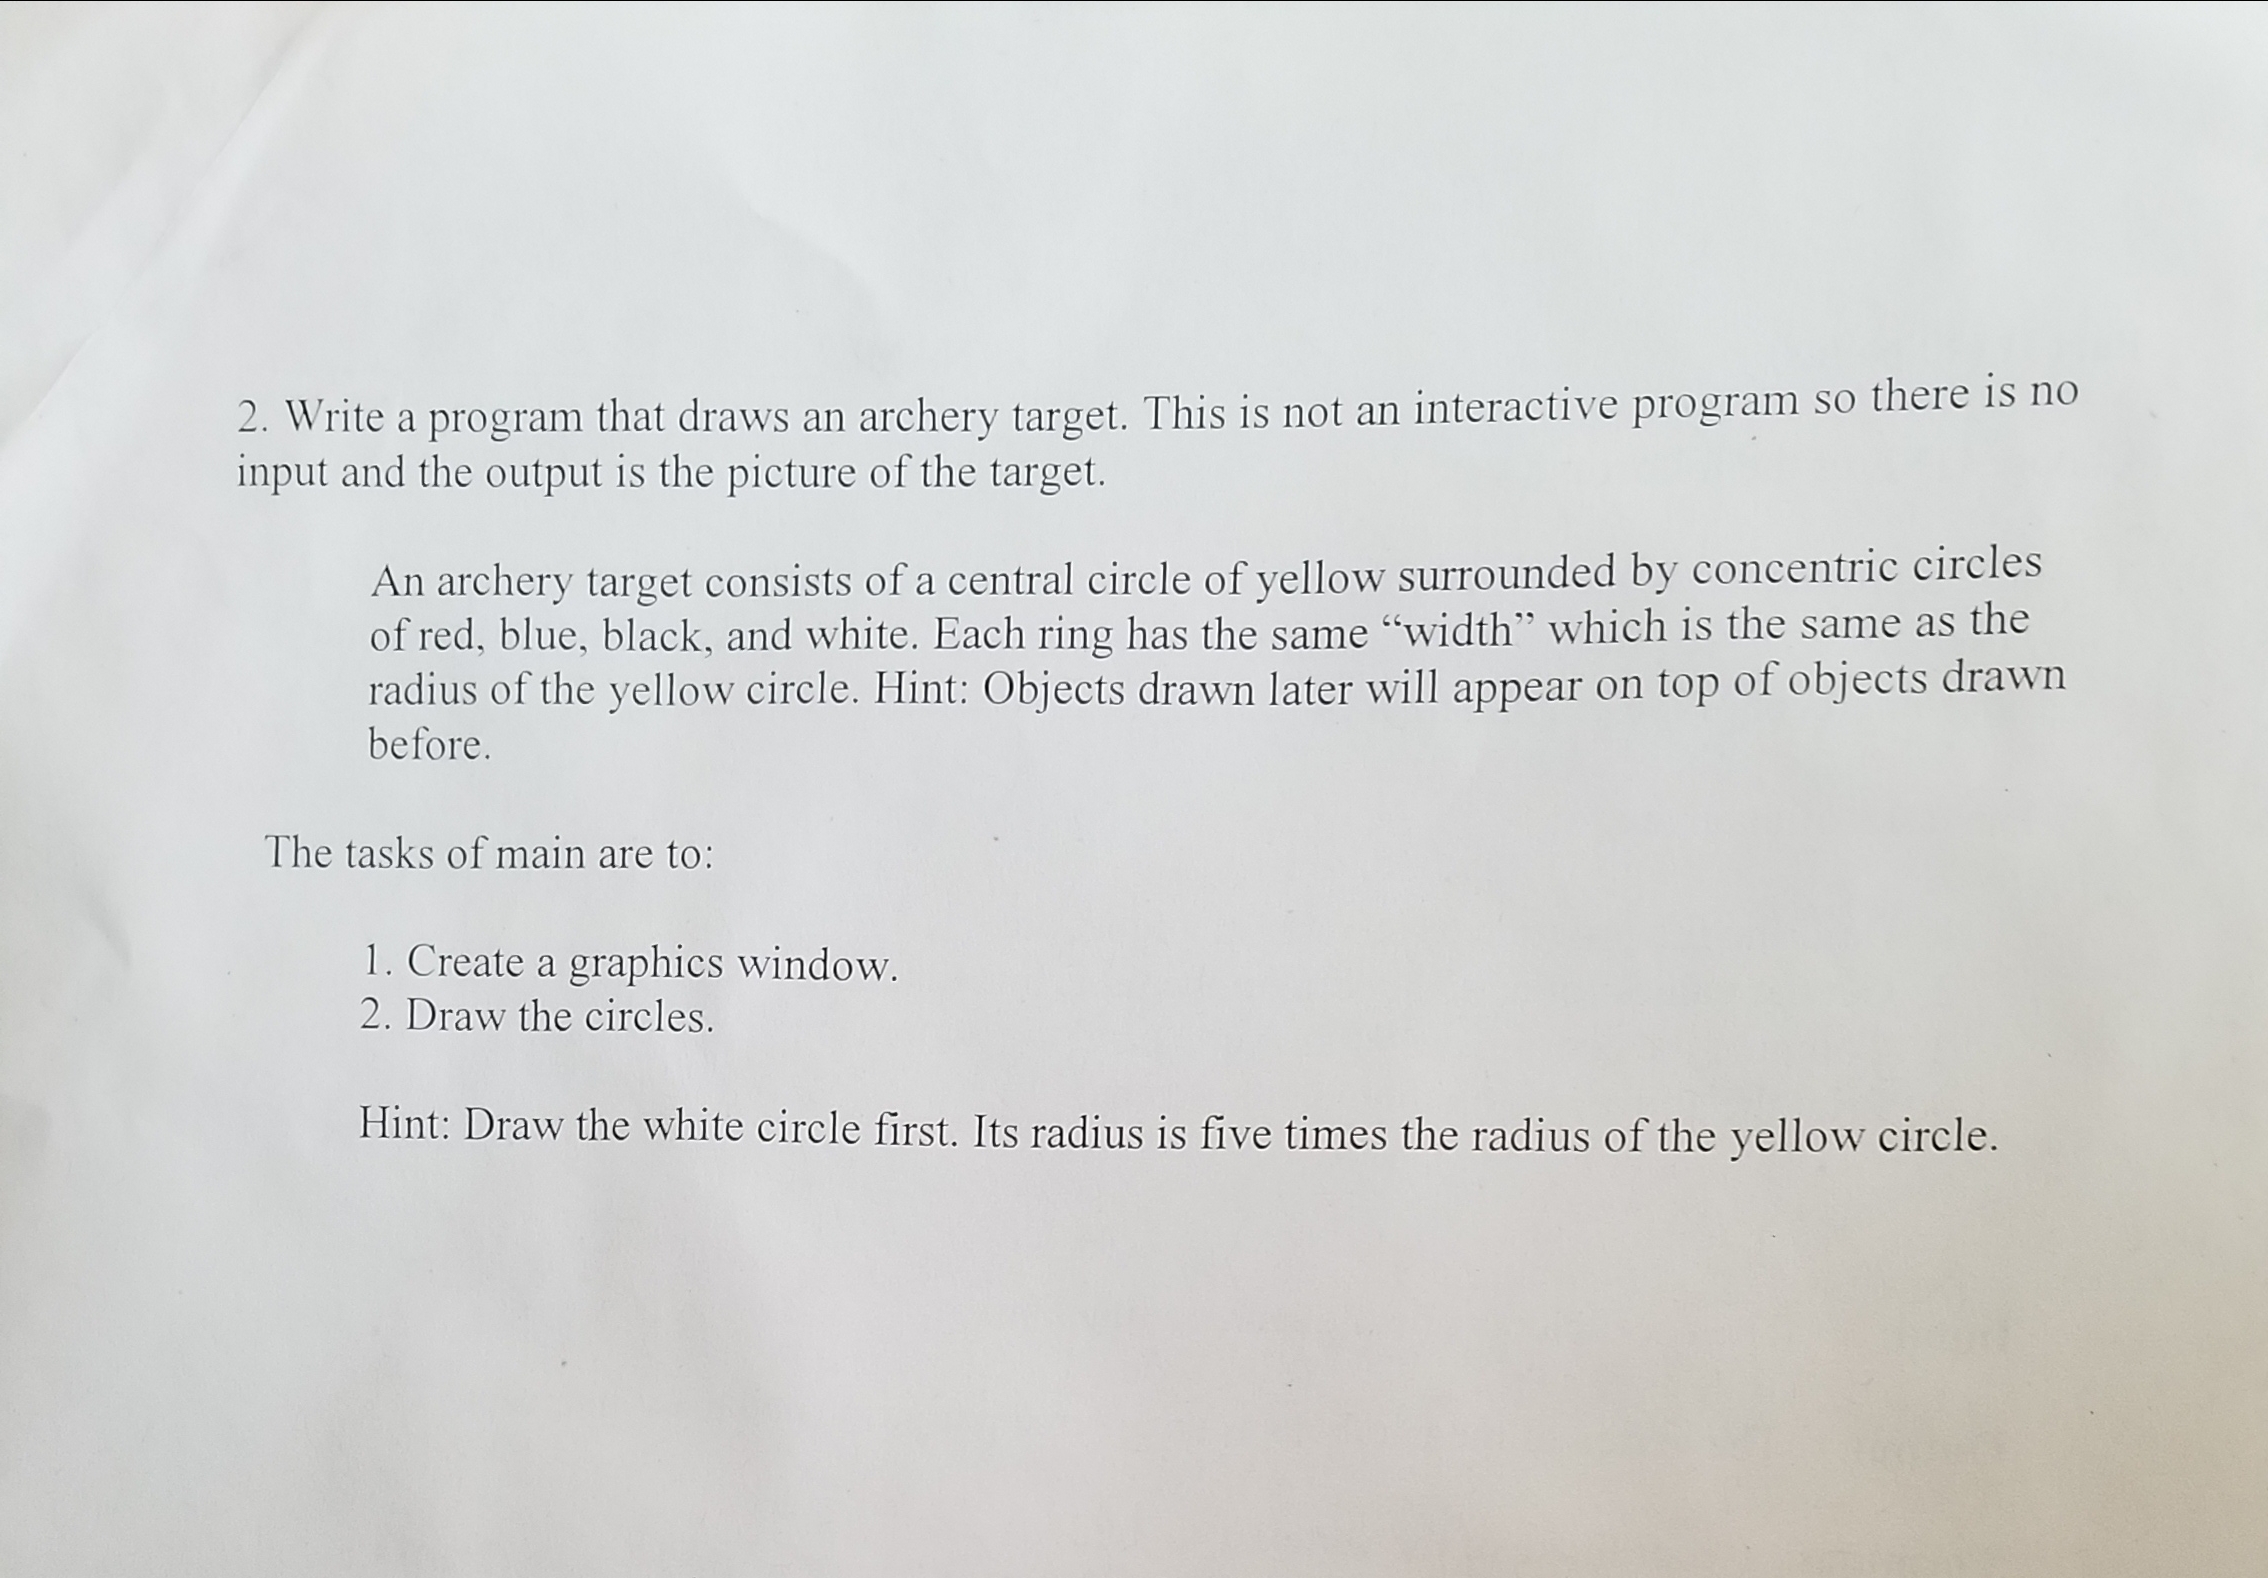 2. Write a program that draws an archery target. This is not an interactive program so there is no
input and the output is the picture of the target.
An archery target consists of a central circle of yellow surrounded by concentric circles
of red, blue, black, and white. Each ring has the same “width” which is the same as the
radius of the yellow circle. Hint: Objects drawn later will appear on top of objects drawn
before.
The tasks of main are to:
1. Create a graphics window.
2. Draw the circles.
Hint: Draw the white circle first. Its radius is five times the radius of the yellow circle.